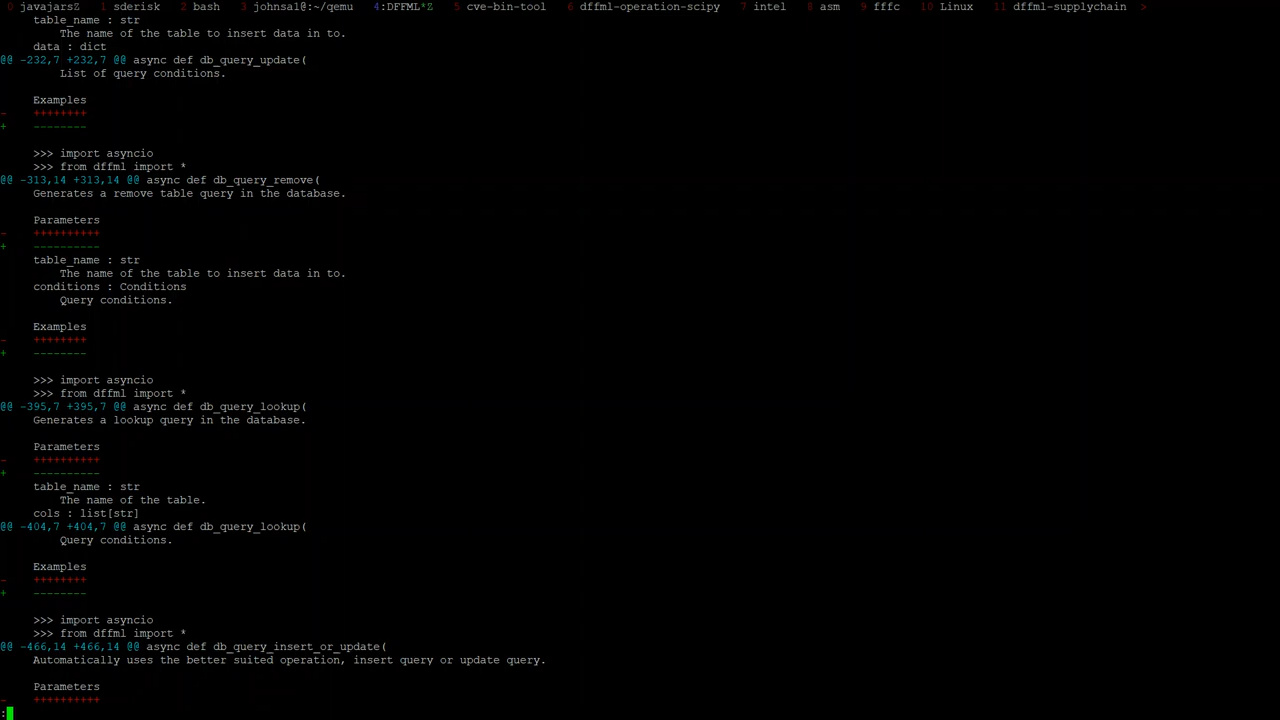 0 javajarsZ  1 sderisk  2 bash  3 johnsal@:~/qemu  4:DFFML*Z  5 cve-bin-tool  6 dffml-operation-scipy  7 intel  8 asm  9 fffc  10 Linux  11 dffml-supplychain  >
    table_name : str
        The name of the table to insert data in to.
    data : dict
@@ -232,7 +232,7 @@ async def db_query_update(
        List of query conditions.
    Examples
-    ++++++++
+    --------
    >>> import asyncio
    >>> from dffml import *
@@ -313,14 +313,14 @@ async def db_query_remove(
    Generates a remove table query in the database.
    Parameters
-    ++++++++++
+    ----------
    table_name : str
        The name of the table to insert data in to.
    conditions : Conditions
        Query conditions.
    Examples
-    ++++++++
+    --------
    >>> import asyncio
    >>> from dffml import *
@@ -395,7 +395,7 @@ async def db_query_lookup(
    Generates a lookup query in the database.
    Parameters
-    ++++++++++
+    ----------
    table_name : str
        The name of the table.
    cols : list[str]
@@ -404,7 +404,7 @@ async def db_query_lookup(
        Query conditions.
    Examples
-    ++++++++
+    --------
    >>> import asyncio
    >>> from dffml import *
@@ -466,14 +466,14 @@ async def db_query_insert_or_update(
    Automatically uses the better suited operation, insert query or update query.
    Parameters
-    ++++++++++
: